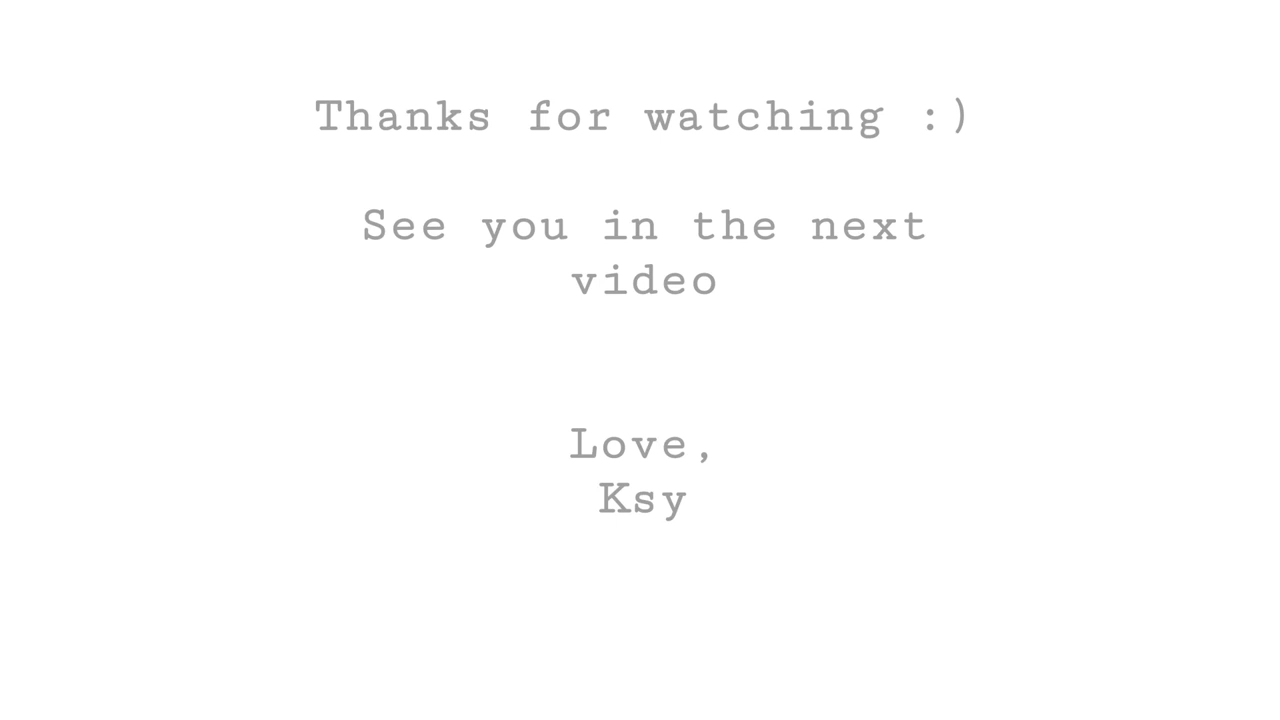 Thanks for watching :)
See you in the next
video
Love,
Ksy